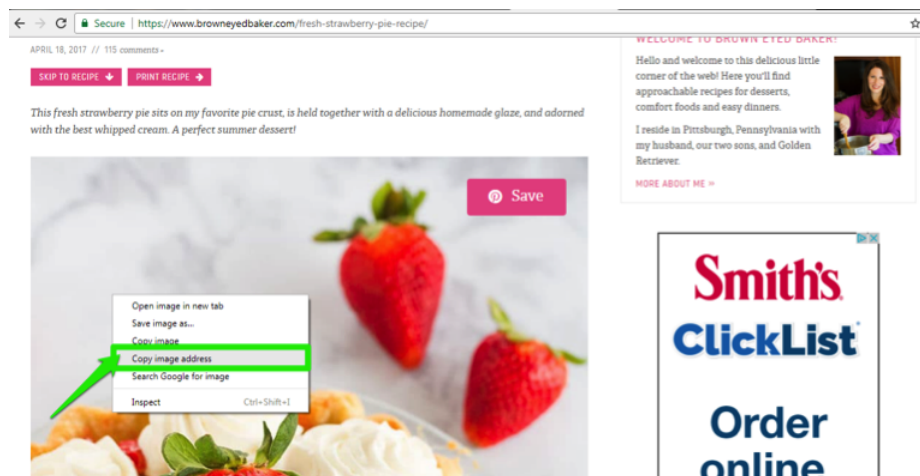 Secure | https://www.browneyedbaker.com/fresh-strawberry-pie-recipe/
APRIL 18, 2017 // 115 comments »
SKIP TO RECIPE
PRINT RECIPE
This fresh strawberry pie sits on my favorite pie crust, is held together with a delicious homemade glaze, and adorned
with the best whipped cream. A perfect summer dessert!
Save
Open image in new tab
Save image as...
Copy image
Copy image address
Search Google for image
Inspect Ctrl+Shift+I
WELCOME TO BROWN EYED BAKER!
Hello and welcome to this delicious little
corner of the web! Here you'll find
approachable recipes for desserts,
comfort foods and easy dinners.
I reside in Pittsburgh, Pennsylvania with
my husband, our two sons, and Golden
Retriever.
MORE ABOUT ME »
Smith's
ClickList
Order
online